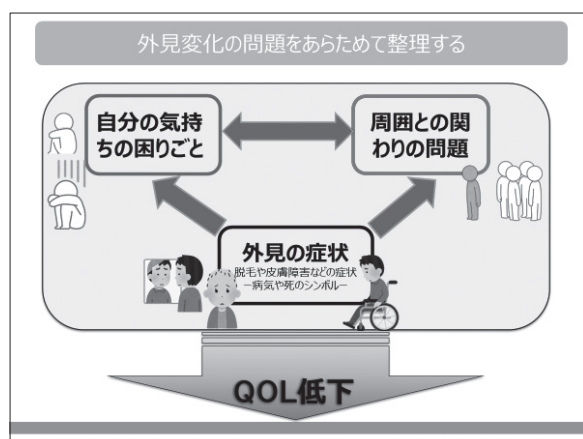 外見変化の問題をあらためて整理する
自分の気持
ちの困りごと
周囲との関
わりの問題
外見の症状
脱毛や皮膚障害などの症状
−病気や死のシンボル−
QOL低下